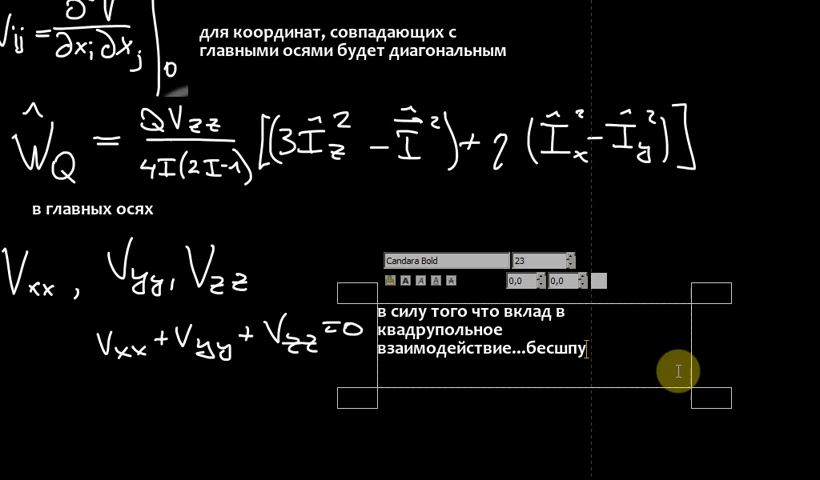 V_ij = ∂²V / ∂x_i ∂x_j |_0
для координат, совпадающих с
главными осями будет диагональным
Ŵ_Q = QV_zz / 4I(2I-1) [(3Î_z² - Î²) + η (Î_x² - Î_y²)]
в главных осях
V_xx, V_yy, V_zz
V_xx + V_yy + V_zz = 0
Candara Bold 23
0,0 0,0
в силу того что вклад в
квадрупольное
взаимодействие...бесшпу